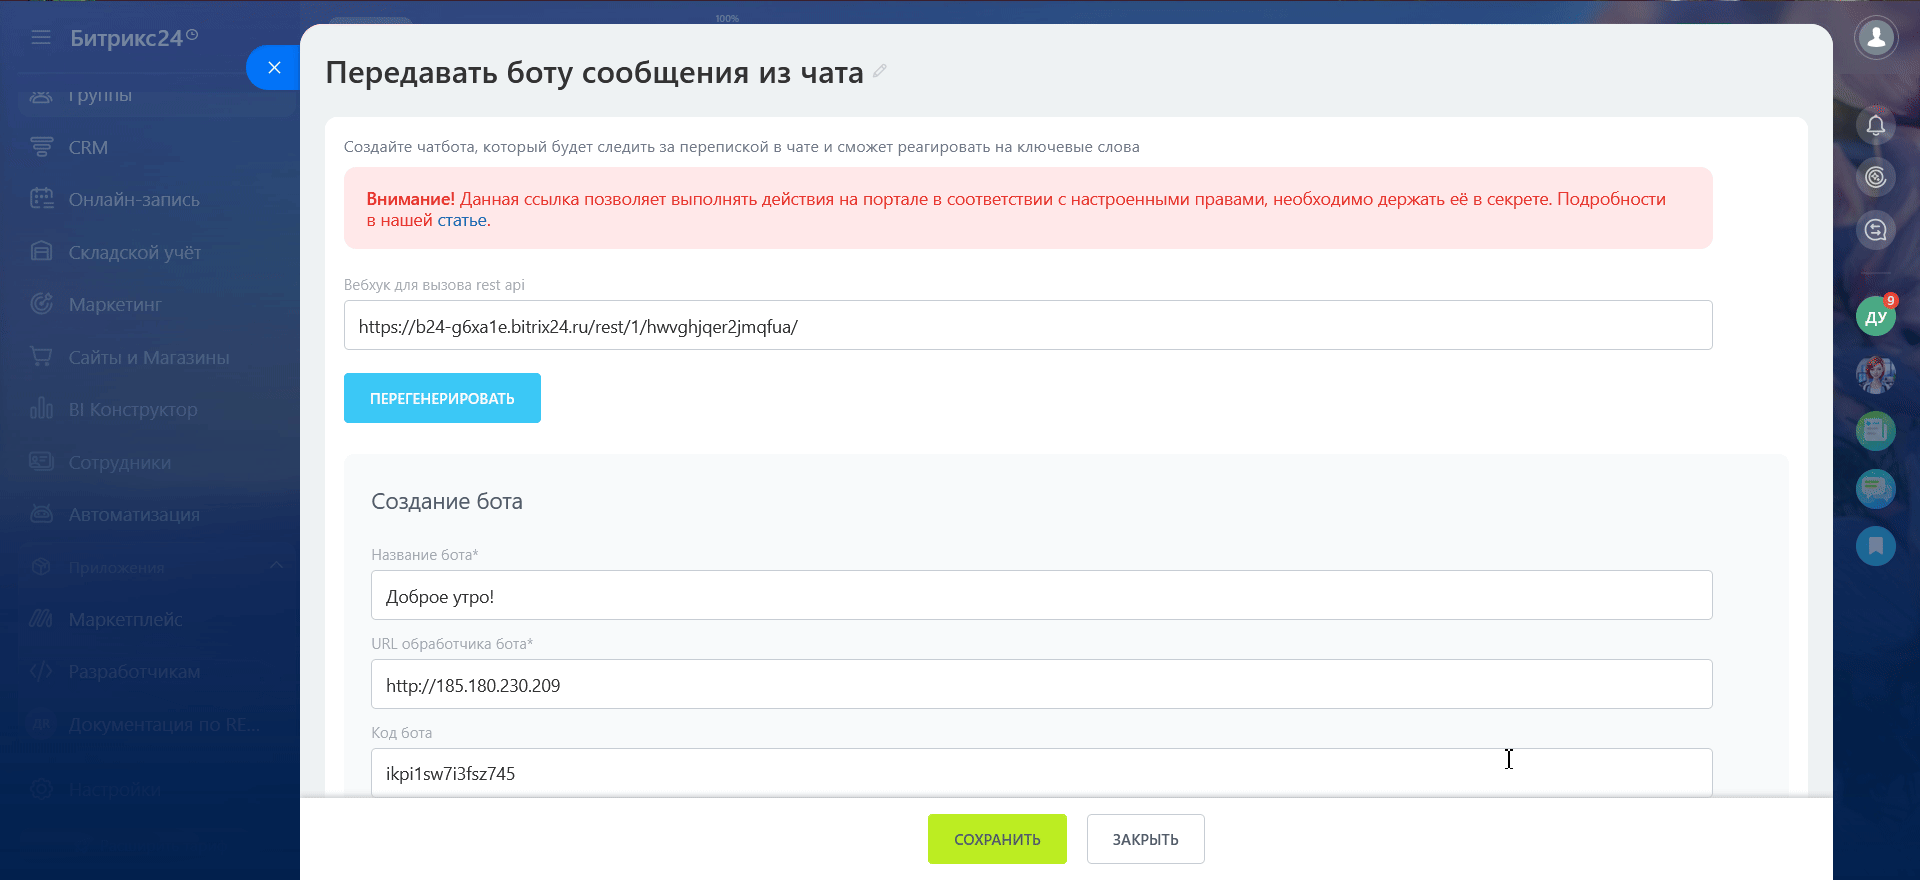 100%
Битрикс24
Группы
CRM
Онлайн-запись
Складской учёт
Маркетинг
Сайты и Магазины
BI Конструктор
Сотрудники
Автоматизация
Приложения
Маркетплейс
Разработчикам
ДR Документация по RE...
Настройки
Передавать боту сообщения из чата
Создайте чатбота, который будет следить за перепиской в чате и сможет реагировать на ключевые слова
Внимание! Данная ссылка позволяет выполнять действия на портале в соответствии с настроенными правами, необходимо держать её в секрете. Подробности
в нашей статье.
Вебхук для вызова rest api
https://b24-g6xa1e.bitrix24.ru/rest/1/hwvghjqer2jmqfua/
ПЕРЕГЕНЕРИРОВАТЬ
Создание бота
Название бота*
Доброе утро!
URL обработчика бота*
http://185.180.230.209
Код бота
ikpi1sw7i3fsz745
СОХРАНИТЬ
ЗАКРЫТЬ
9
ДУ